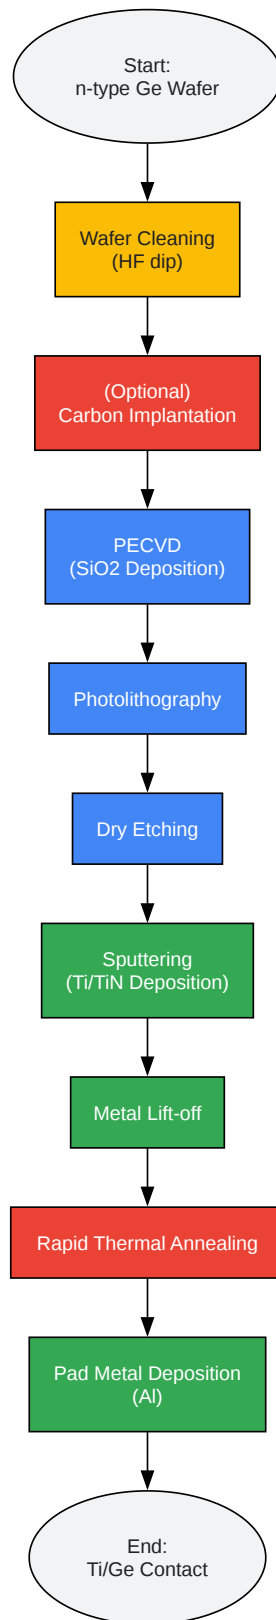 Start:
n-type Ge Wafer
Wafer Cleaning
(HF dip)
(Optional)
Carbon Implantation
PECVD
(SiO2 Deposition)
Photolithography
Dry Etching
Sputtering
(Ti/TiN Deposition)
Metal Lift-off
Rapid Thermal Annealing
Pad Metal Deposition
(Al)
End:
Ti/Ge Contact